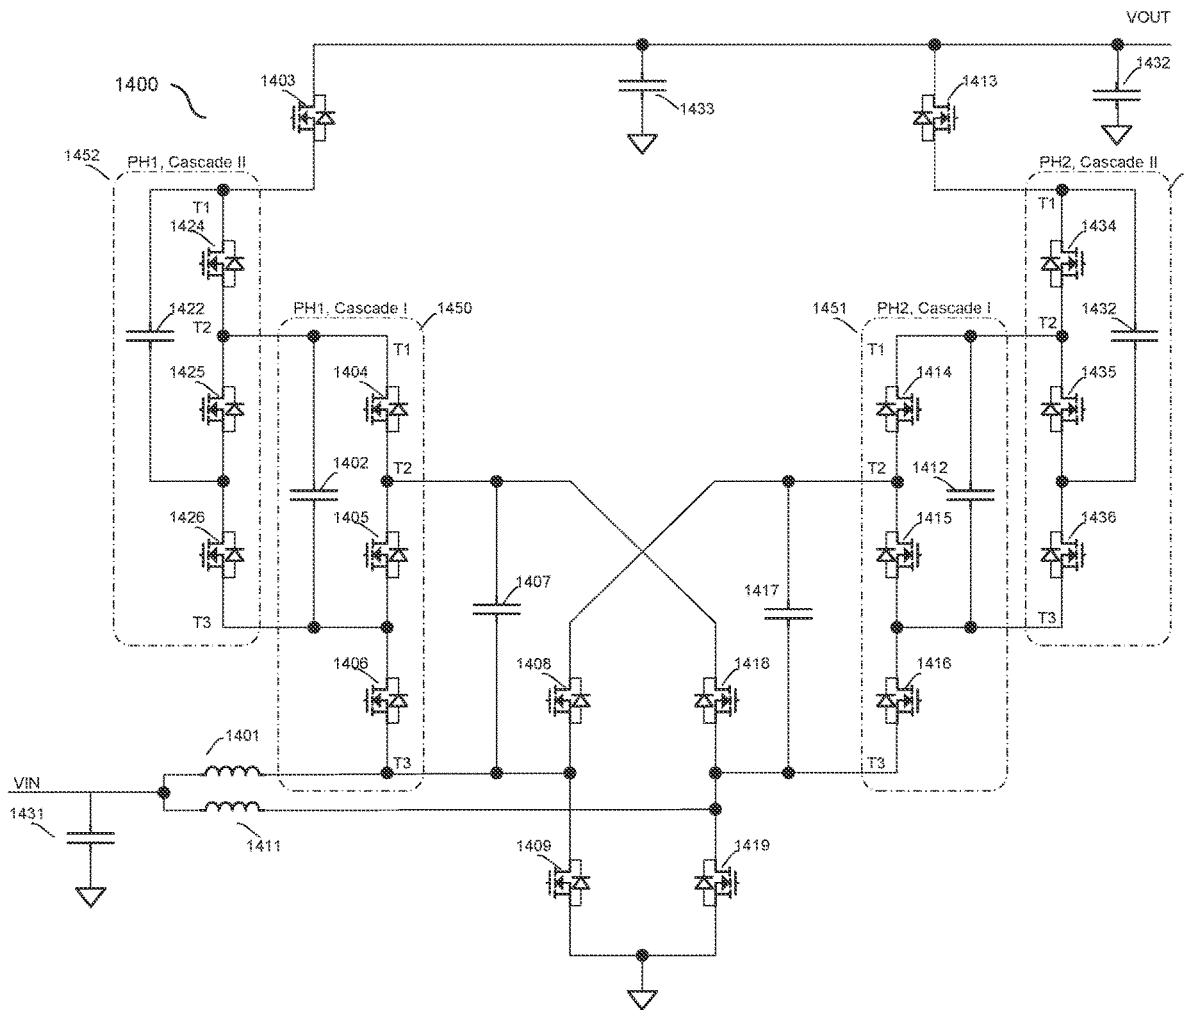 VOUT
1400
1403
1433
1413
1432
1452
PH1, Cascade II
PH2, Cascade II
T1
1424
T1
1434
1422
T2
PH1, Cascade I
1450
1451
PH2, Cascade I
T2
1432
1425
T1
1404
T1
1414
1435
1402
T2
T2
1412
1426
1405
1415
1436
1407
1417
T3
T3
1406
1408
1418
1416
1401
T3
T3
VIN
1431
1411
1409
1419